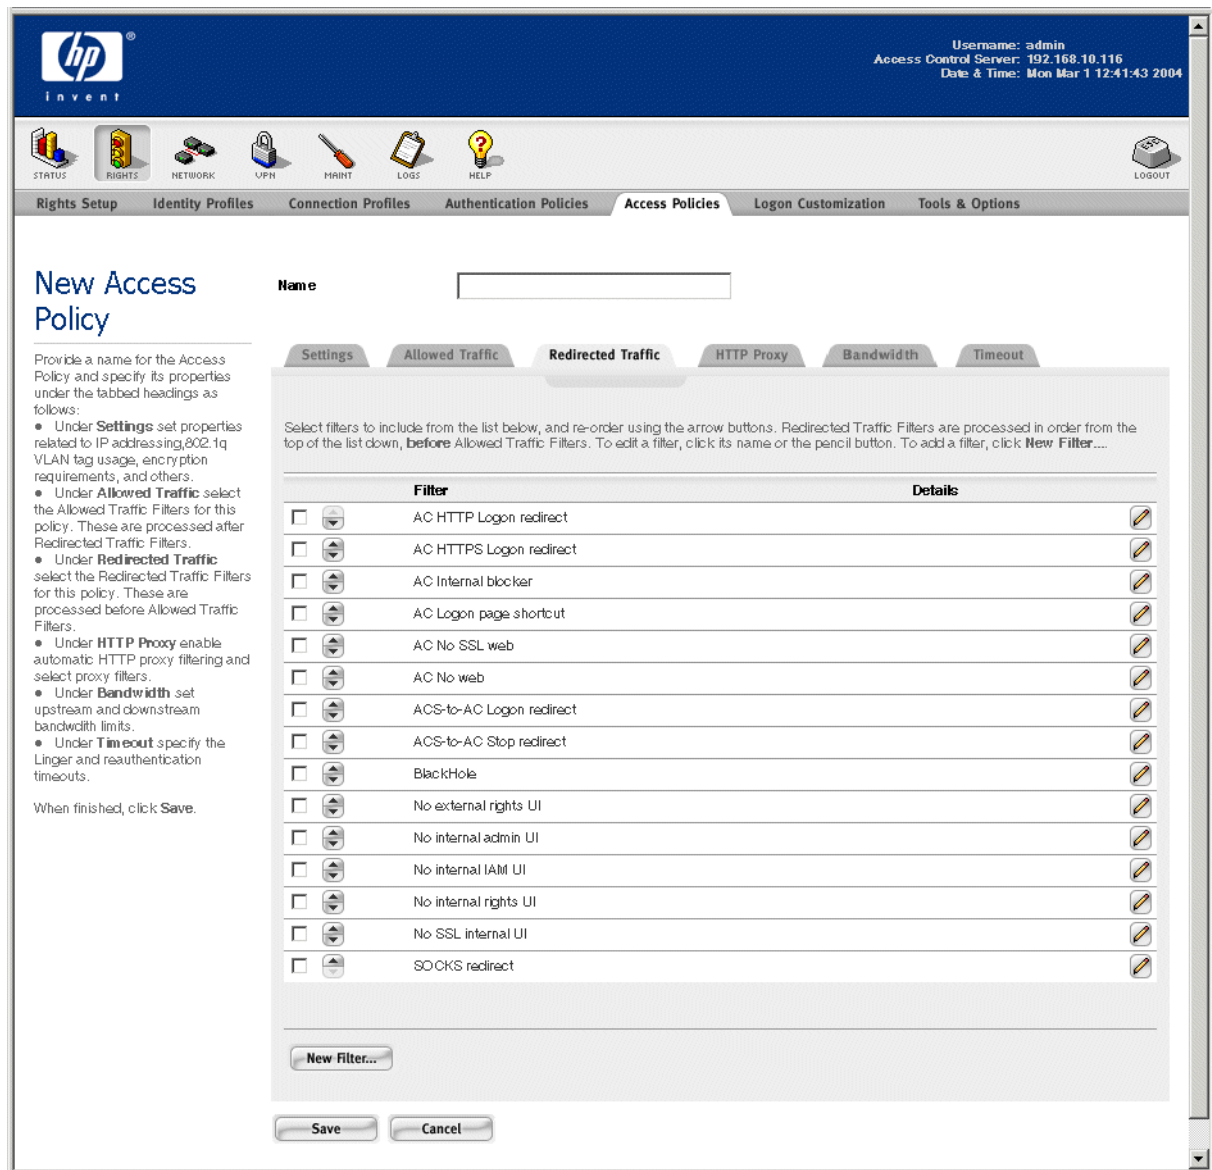 hp
®
invent
Username: admin
Access Control Server: 192.168.10.116
Date & Time: Mon Mar 1 12:41:43 2004
STATUS
RIGHTS
NETWORK
VPN
MAINT
LOGS
HELP
LOGOUT
Rights Setup
Identity Profiles
Connection Profiles
Authentication Policies
Access Policies
Logon Customization
Tools & Options
New Access
Policy
Provide a name for the Access
Policy and specify its properties
under the tabbed headings as
follows:
● Under Settings set properties
related to IP addressing,802.1q
VLAN tag usage, encryption
requirements, and others.
● Under Allowed Traffic select
the Allowed Traffic Filters for this
policy. These are processed after
Redirected Traffic Filters.
● Under Redirected Traffic
select the Redirected Traffic Filters
for this policy. These are
processed before Allowed Traffic
Filters.
● Under HTTP Proxy enable
automatic HTTP proxy filtering and
select proxy filters.
● Under Bandwidth set
upstream and downstream
bandwdith limits.
● Under Timeout specify the
Linger and reauthentication
timeouts.
When finished, click Save.
Name
Settings
Allowed Traffic
Redirected Traffic
HTTP Proxy
Bandwidth
Timeout
Select filters to include from the list below, and re-order using the arrow buttons. Redirected Traffic Filters are processed in order from the
top of the list down, before Allowed Traffic Filters. To edit a filter, click its name or the pencil button. To add a filter, click New Filter....
Filter Details
AC HTTP Logon redirect
AC HTTPS Logon redirect
AC Internal blocker
AC Logon page shortcut
AC No SSL web
AC No web
ACS-to-AC Logon redirect
ACS-to-AC Stop redirect
BlackHole
No external rights UI
No internal admin UI
No internal IAM UI
No internal rights UI
No SSL internal UI
SOCKS redirect
New Filter...
Save
Cancel